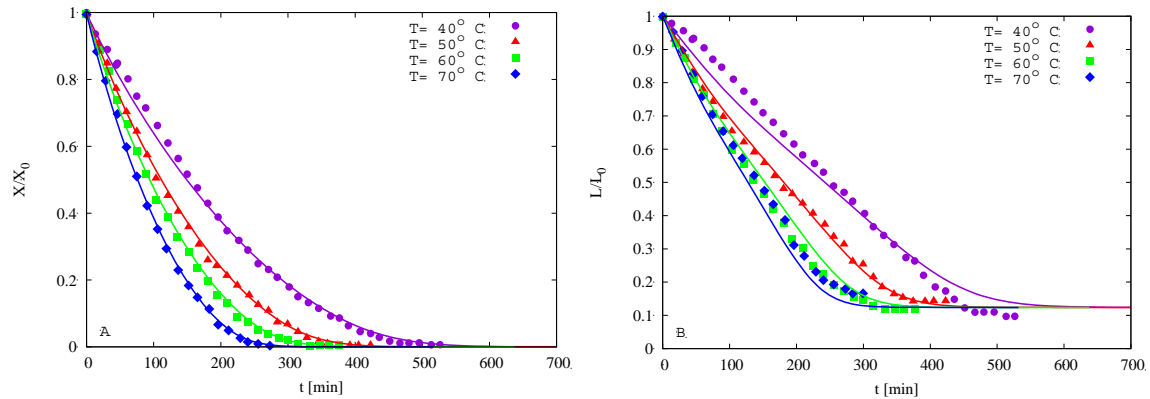 1
0.8
0.6
0.4
0.2
0
X/X0
T= 40° C
T= 50° C
T= 60° C
T= 70° C
A
0 100 200 300 400 500 600 700
t [min]
1
0.9
0.8
0.7
0.6
0.5
0.4
0.3
0.2
0.1
0
L/L0
T= 40° C
T= 50° C
T= 60° C
T= 70° C
B
0 100 200 300 400 500 600 700
t [min]